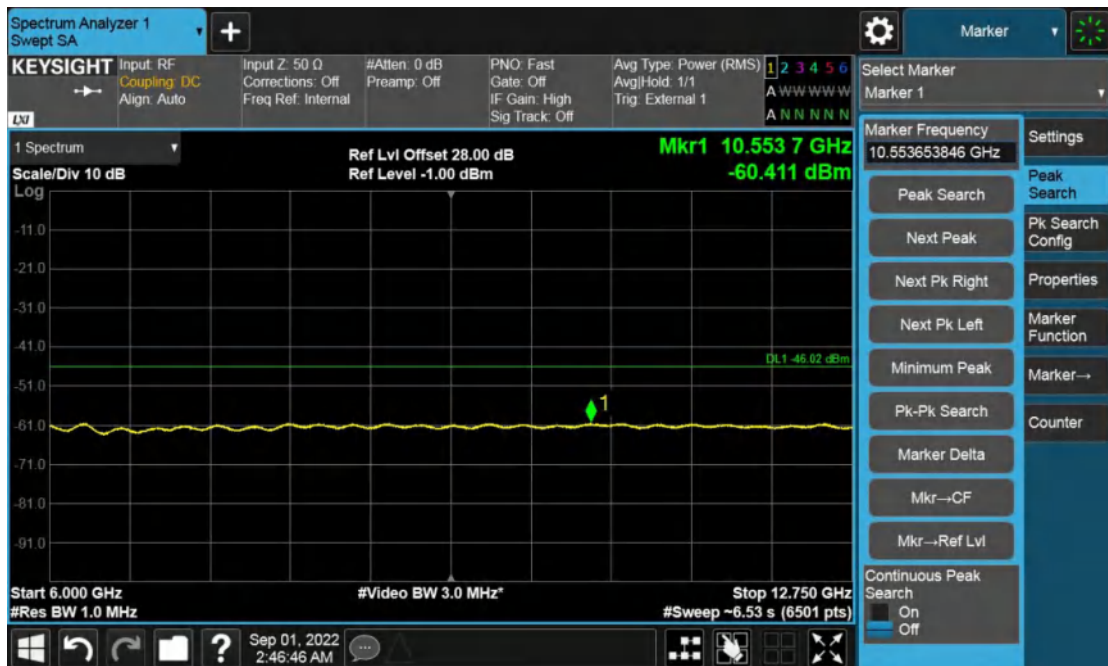 Spectrum Analyzer 1
Swept SA
+
Marker
KEYSIGHT
LXI
Input: RF
Coupling: DC
Align: Auto
Input Z: 50 Ω
Corrections: Off
Freq Ref: Internal
#Atten: 0 dB
Preamp: Off
PNO: Fast
Gate: Off
IF Gain: High
Sig Track: Off
Avg Type: Power (RMS)
Avg|Hold: 1/1
Trig: External 1
1 2 3 4 5 6
A W W W W W
A N N N N N
1 Spectrum
Scale/Div 10 dB
Log
Ref Lvl Offset 28.00 dB
Ref Level -1.00 dBm
Mkr1 10.553 7 GHz
-60.411 dBm
-11.0
-21.0
-31.0
-41.0
DL1 -46.02 dBm
-51.0
1
-61.0
-71.0
-81.0
-91.0
Start 6.000 GHz
#Res BW 1.0 MHz
#Video BW 3.0 MHz*
Stop 12.750 GHz
#Sweep ~6.53 s (6501 pts)
Select Marker
Marker 1
Marker Frequency
10.553653846 GHz
Peak Search
Next Peak
Next Pk Right
Next Pk Left
Minimum Peak
Pk-Pk Search
Marker Delta
Mkr→CF
Mkr→Ref Lvl
Continuous Peak
Search
On
Off
Settings
Peak
Search
Pk Search
Config
Properties
Marker
Function
Marker→
Counter
?
Sep 01, 2022
2:46:46 AM